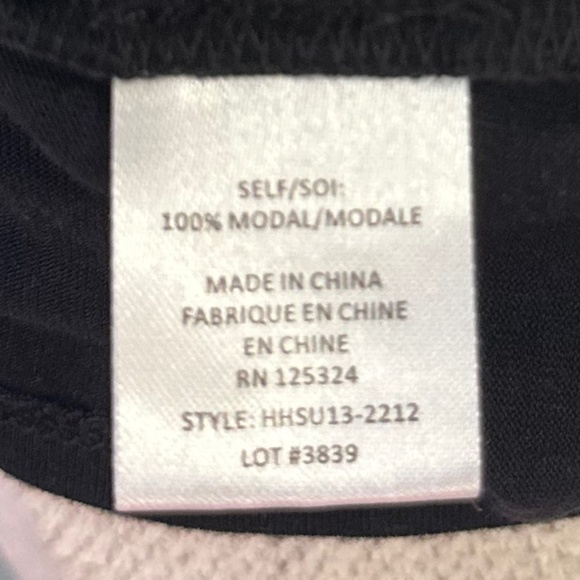 SELF/SOI:
100% MODAL/MODALE
MADE IN CHINA
FABRIQUE EN CHINE
EN CHINE
RN 125324
STYLE: HHSU13-2212
LOT #3839